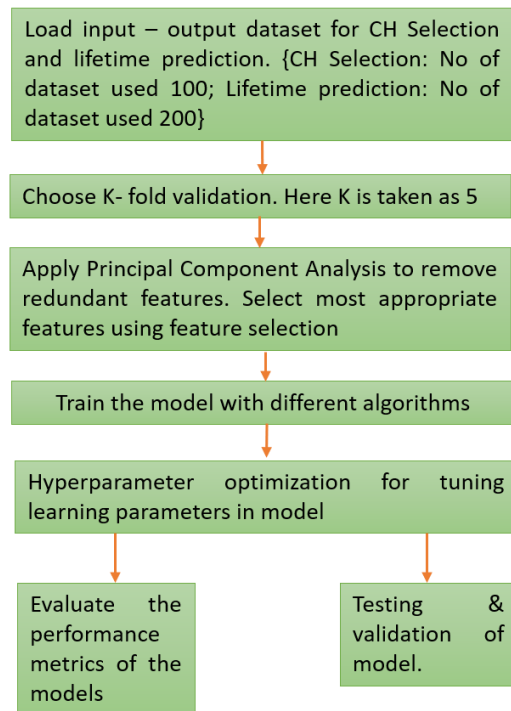 Load input – output dataset for CH Selection
and lifetime prediction. {CH Selection: No of
dataset used 100; Lifetime prediction: No of
dataset used 200}
Choose K- fold validation. Here K is taken as 5
Apply Principal Component Analysis to remove
redundant features. Select most appropriate
features using feature selection
Train the model with different algorithms
Hyperparameter optimization for tuning
learning parameters in model
Evaluate the
performance
metrics of the
models
Testing &
validation of
model.